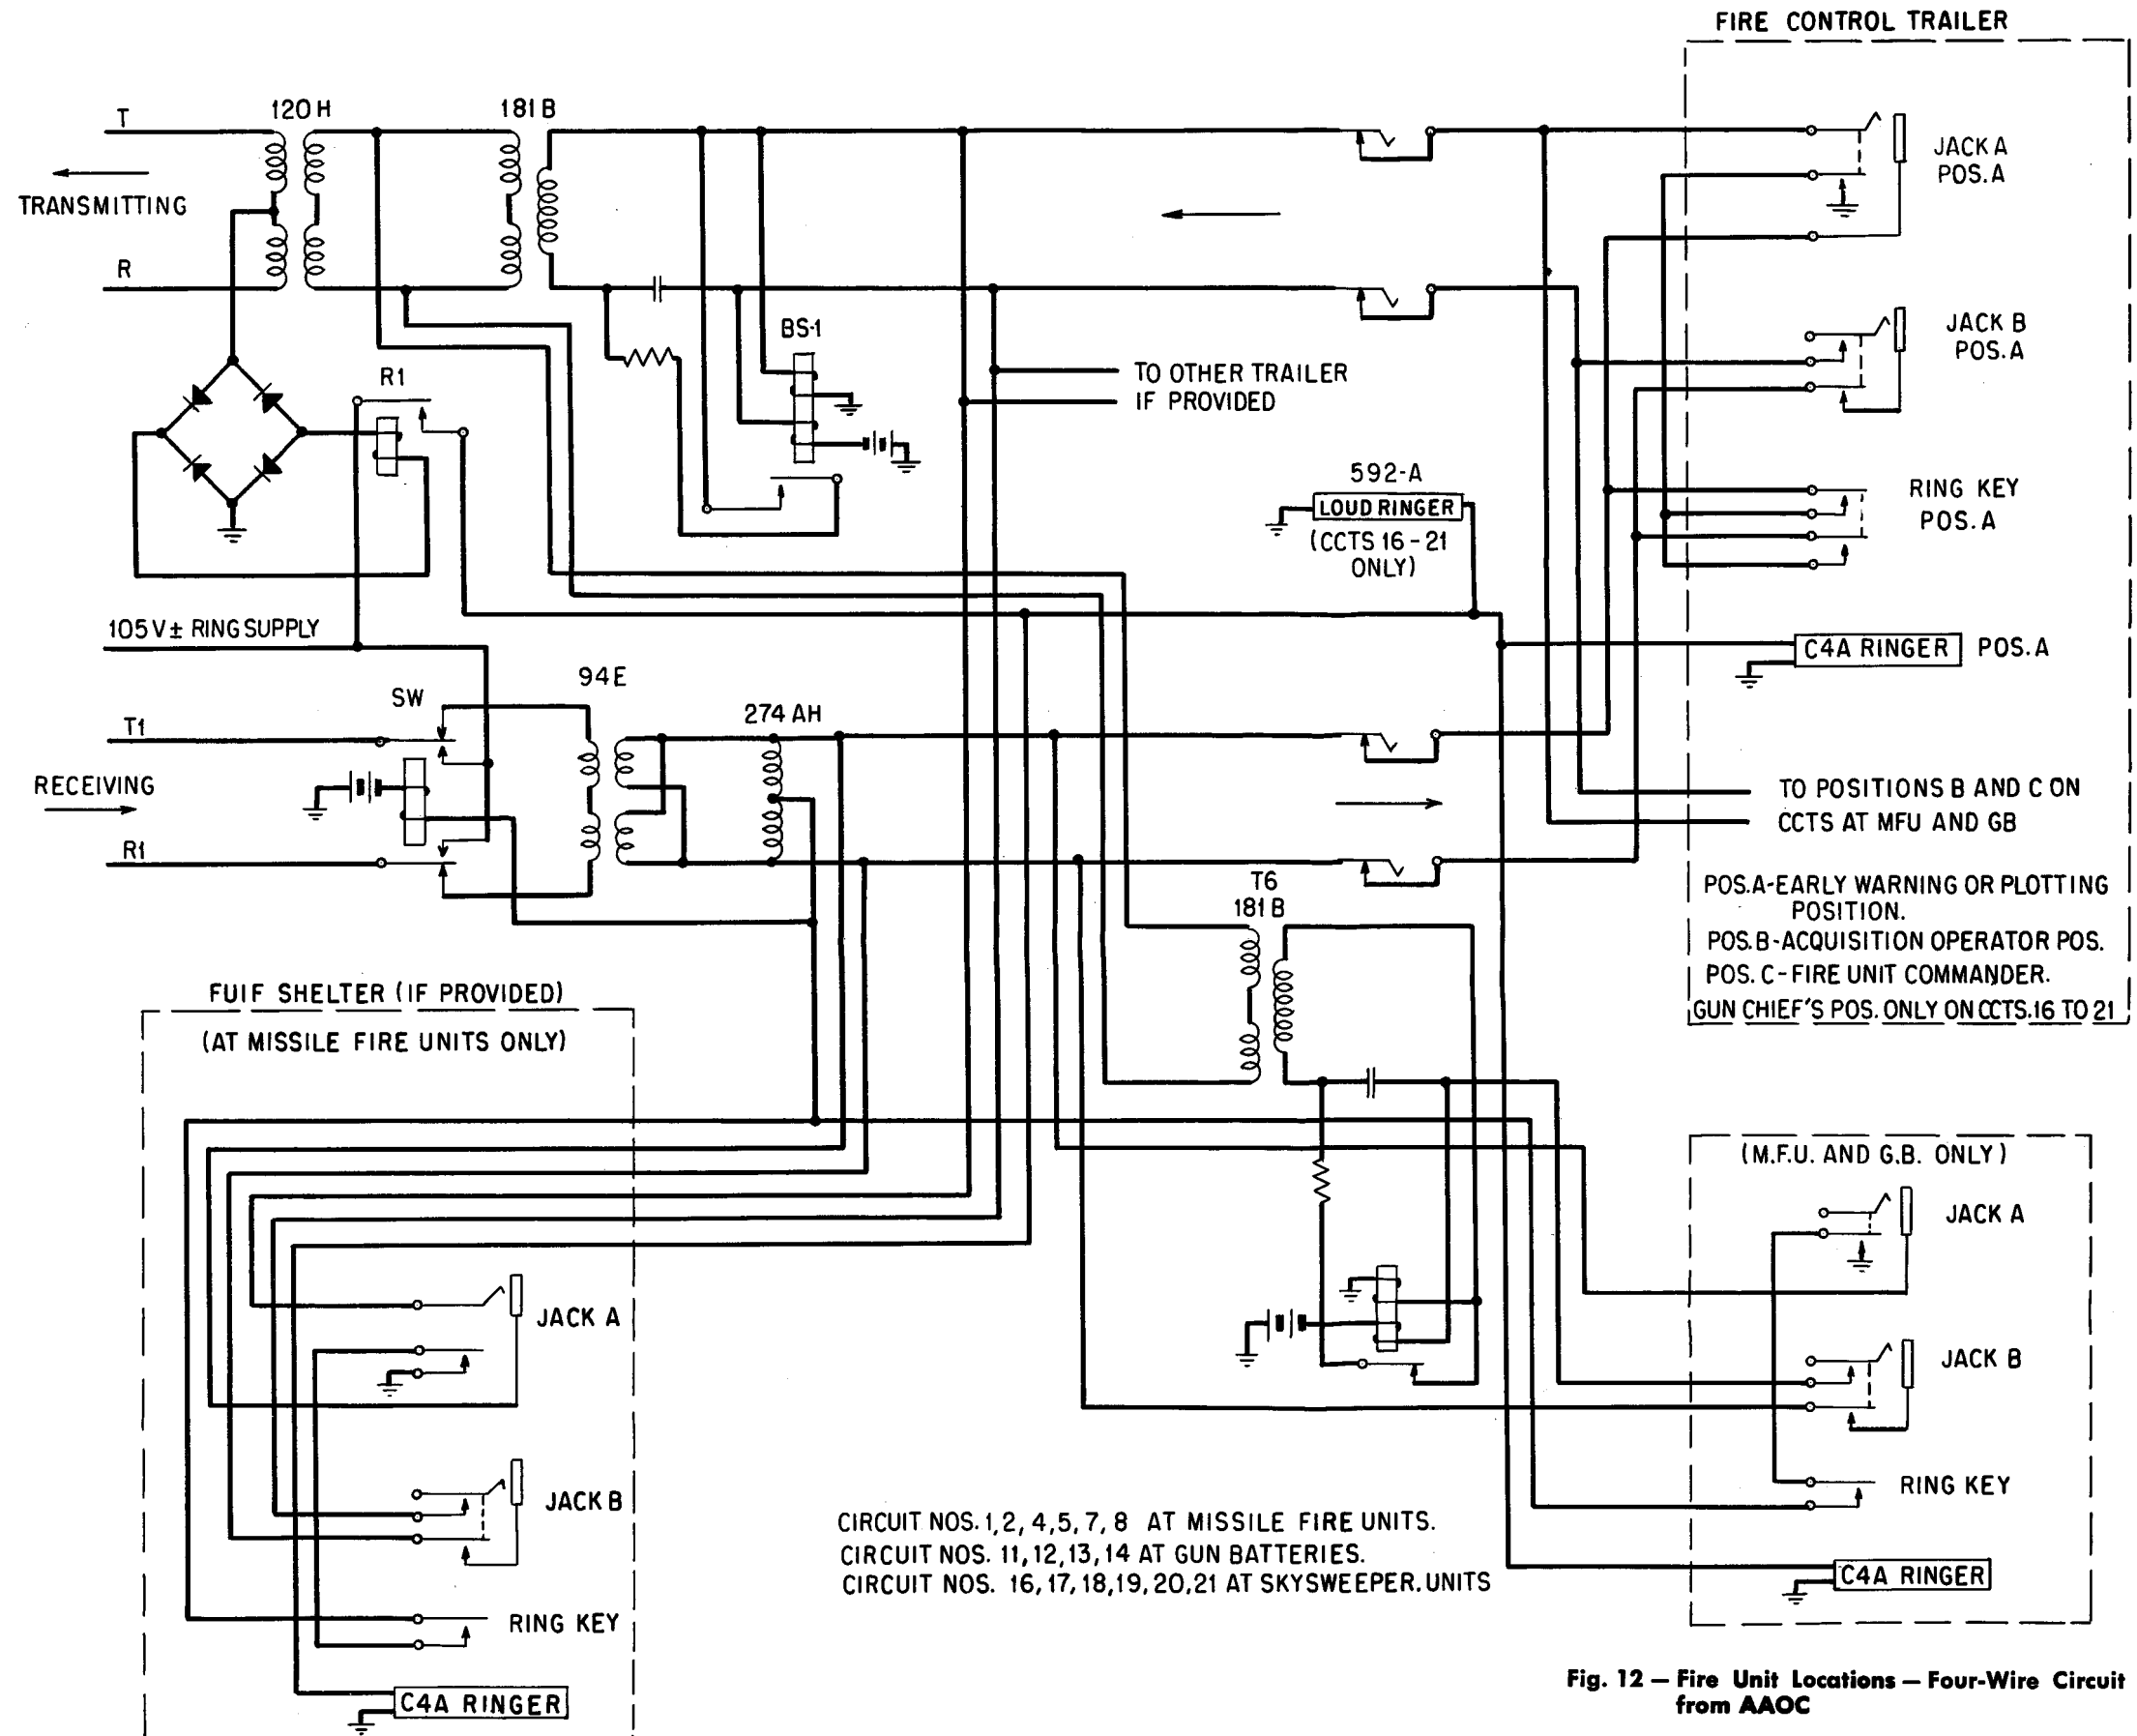 FIRE CONTROL TRAILER
120H
181B
T
TRANSMITTING
R
JACK A
POS.A
BS-1
JACK B
POS.A
R1
TO OTHER TRAILER
IF PROVIDED
592-A
LOUD RINGER
(CCTS 16-21
ONLY)
RING KEY
POS.A
105V± RING SUPPLY
C4A RINGER
POS.A
94E
SW
274 AH
T1
RECEIVING
R1
TO POSITIONS B AND C ON
CCTS AT MFU AND GB
T6
181 B
POS.A-EARLY WARNING OR PLOTTING
POSITION.
POS.B-ACQUISITION OPERATOR POS.
POS. C-FIRE UNIT COMMANDER.
GUN CHIEF'S POS. ONLY ON CCTS.16 TO 21
FUIF SHELTER (IF PROVIDED)
(AT MISSILE FIRE UNITS ONLY)
(M.F.U. AND G.B. ONLY)
JACK A
JACK A
JACK B
JACK B
RING KEY
RING KEY
CIRCUIT NOS. 1,2, 4,5, 7, 8 AT MISSILE FIRE UNITS.
CIRCUIT NOS. 11,12,13,14 AT GUN BATTERIES.
CIRCUIT NOS. 16,17,18,19,20,21 AT SKYSWEEPER.UNITS
C4A RINGER
C4A RINGER
Fig. 12 — Fire Unit Locations — Four-Wire Circuit
from AAOC